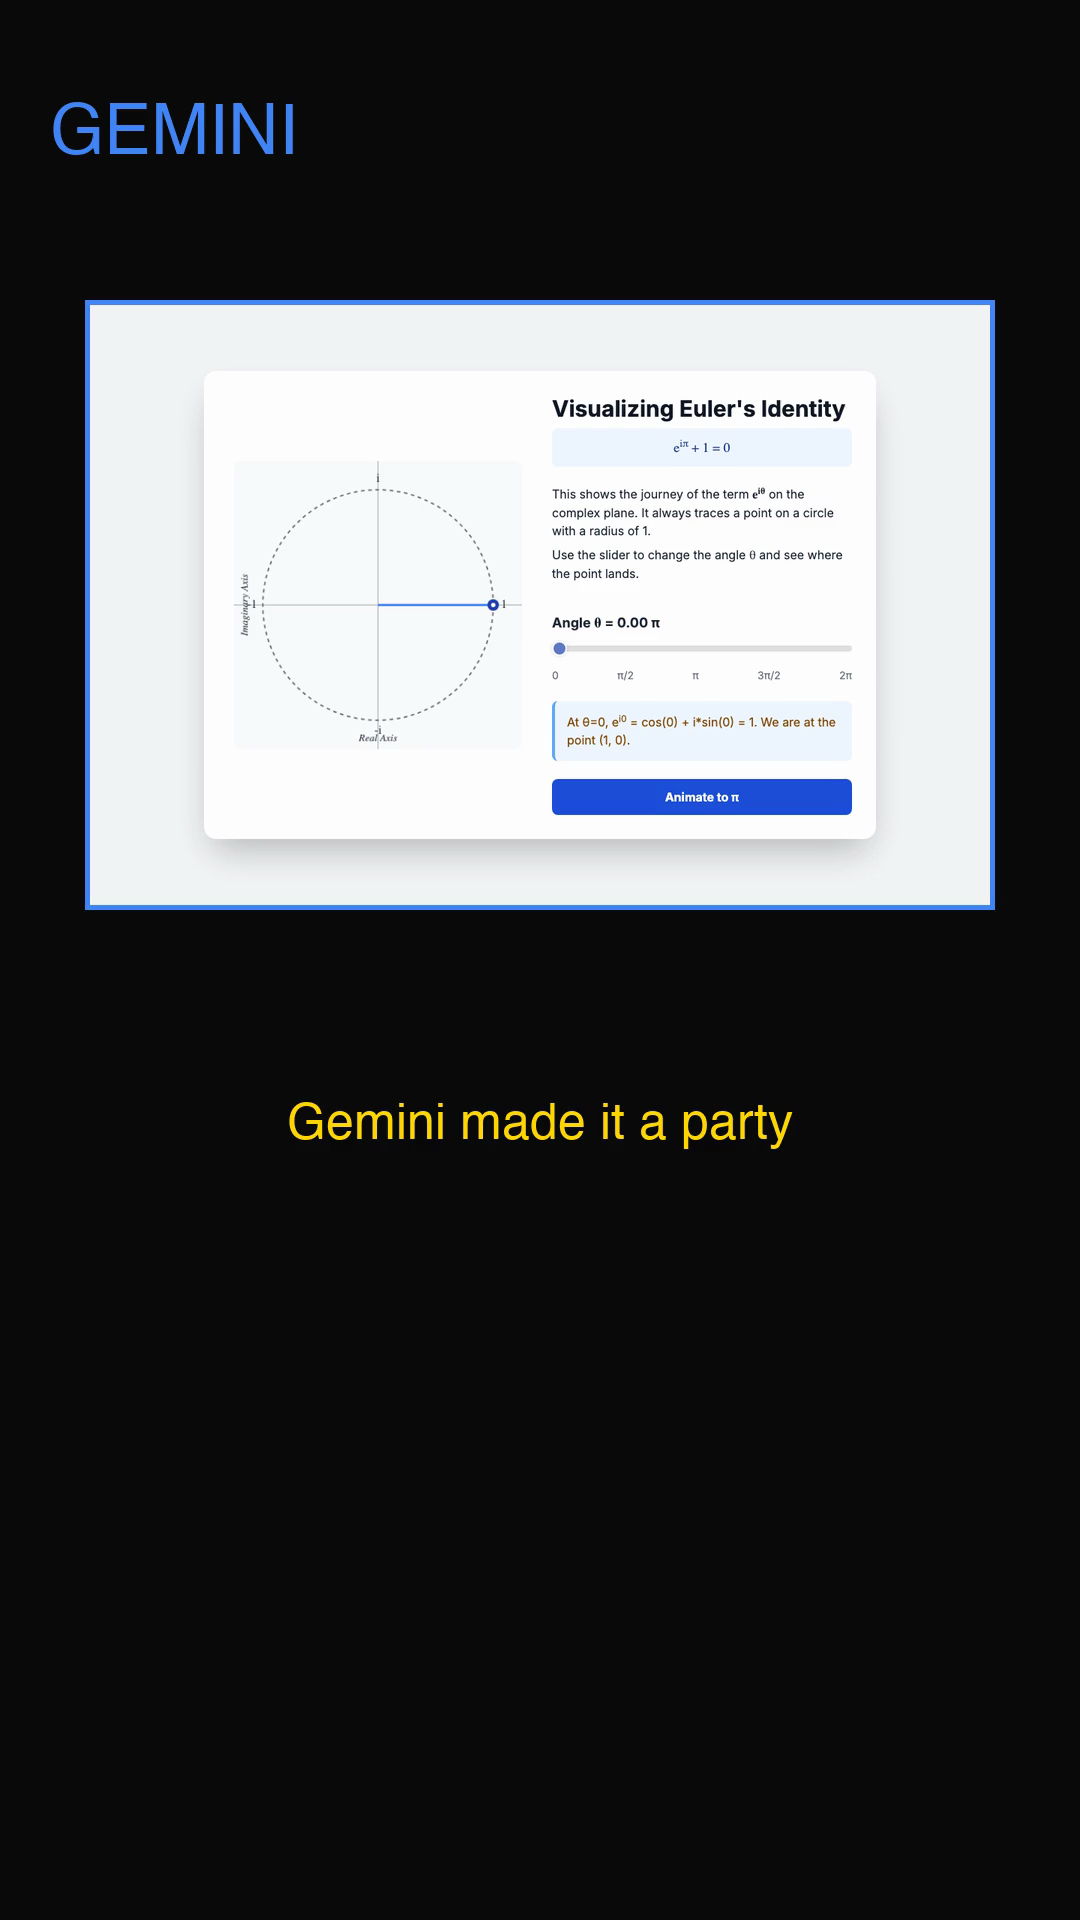 GEMINI
Visualizing Euler's Identity
e^iπ + 1 = 0
This shows the journey of the term e^iθ on the
complex plane. It always traces a point on a circle
with a radius of 1.
Use the slider to change the angle θ and see where
the point lands.
Angle θ = 0.00 π
0 π/2 π 3π/2 2π
At θ=0, e^i0 = cos(0) + i*sin(0) = 1. We are at the
point (1, 0).
Animate to π
i
Imaginary Axis
-1
1
-i
Real Axis
Gemini made it a party